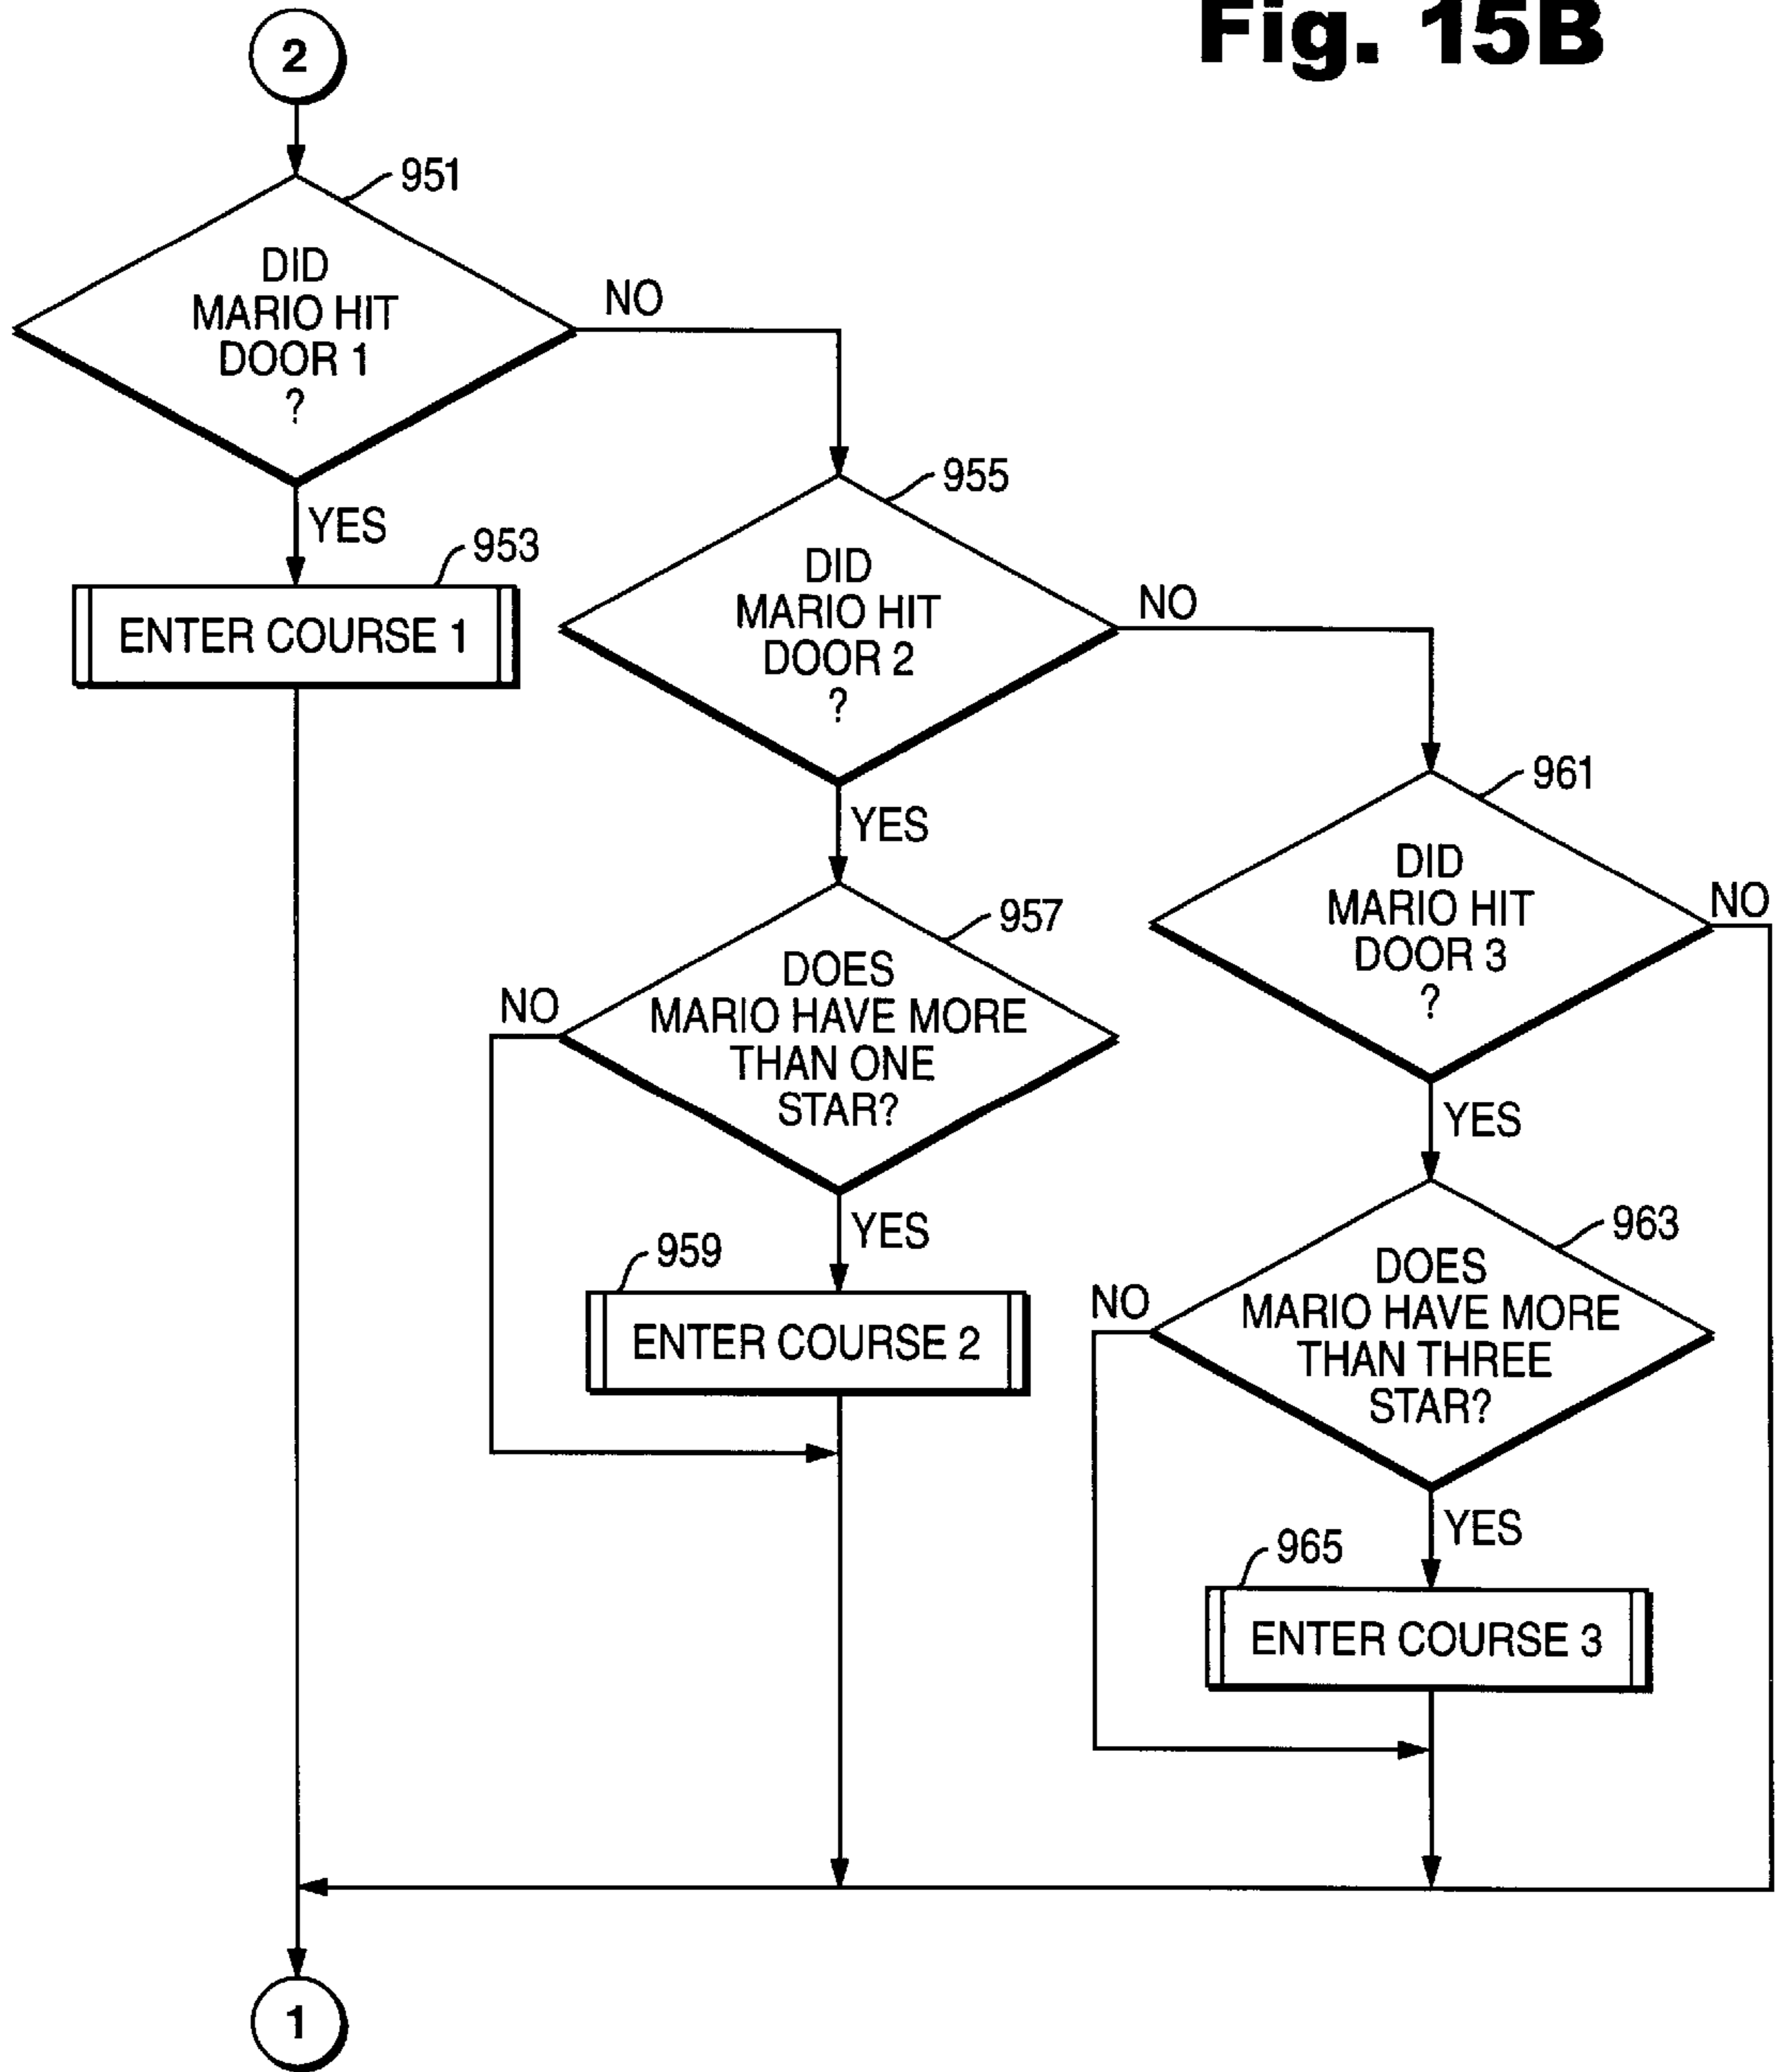 Fig. 15B
2
951
DID
MARIO HIT
DOOR 1
?
NO
YES
953
ENTER COURSE 1
955
DID
MARIO HIT
DOOR 2
?
NO
YES
957
DOES
MARIO HAVE MORE
THAN ONE
STAR?
NO
YES
959
ENTER COURSE 2
961
DID
MARIO HIT
DOOR 3
?
NO
YES
963
DOES
MARIO HAVE MORE
THAN THREE
STAR?
NO
YES
965
ENTER COURSE 3
1